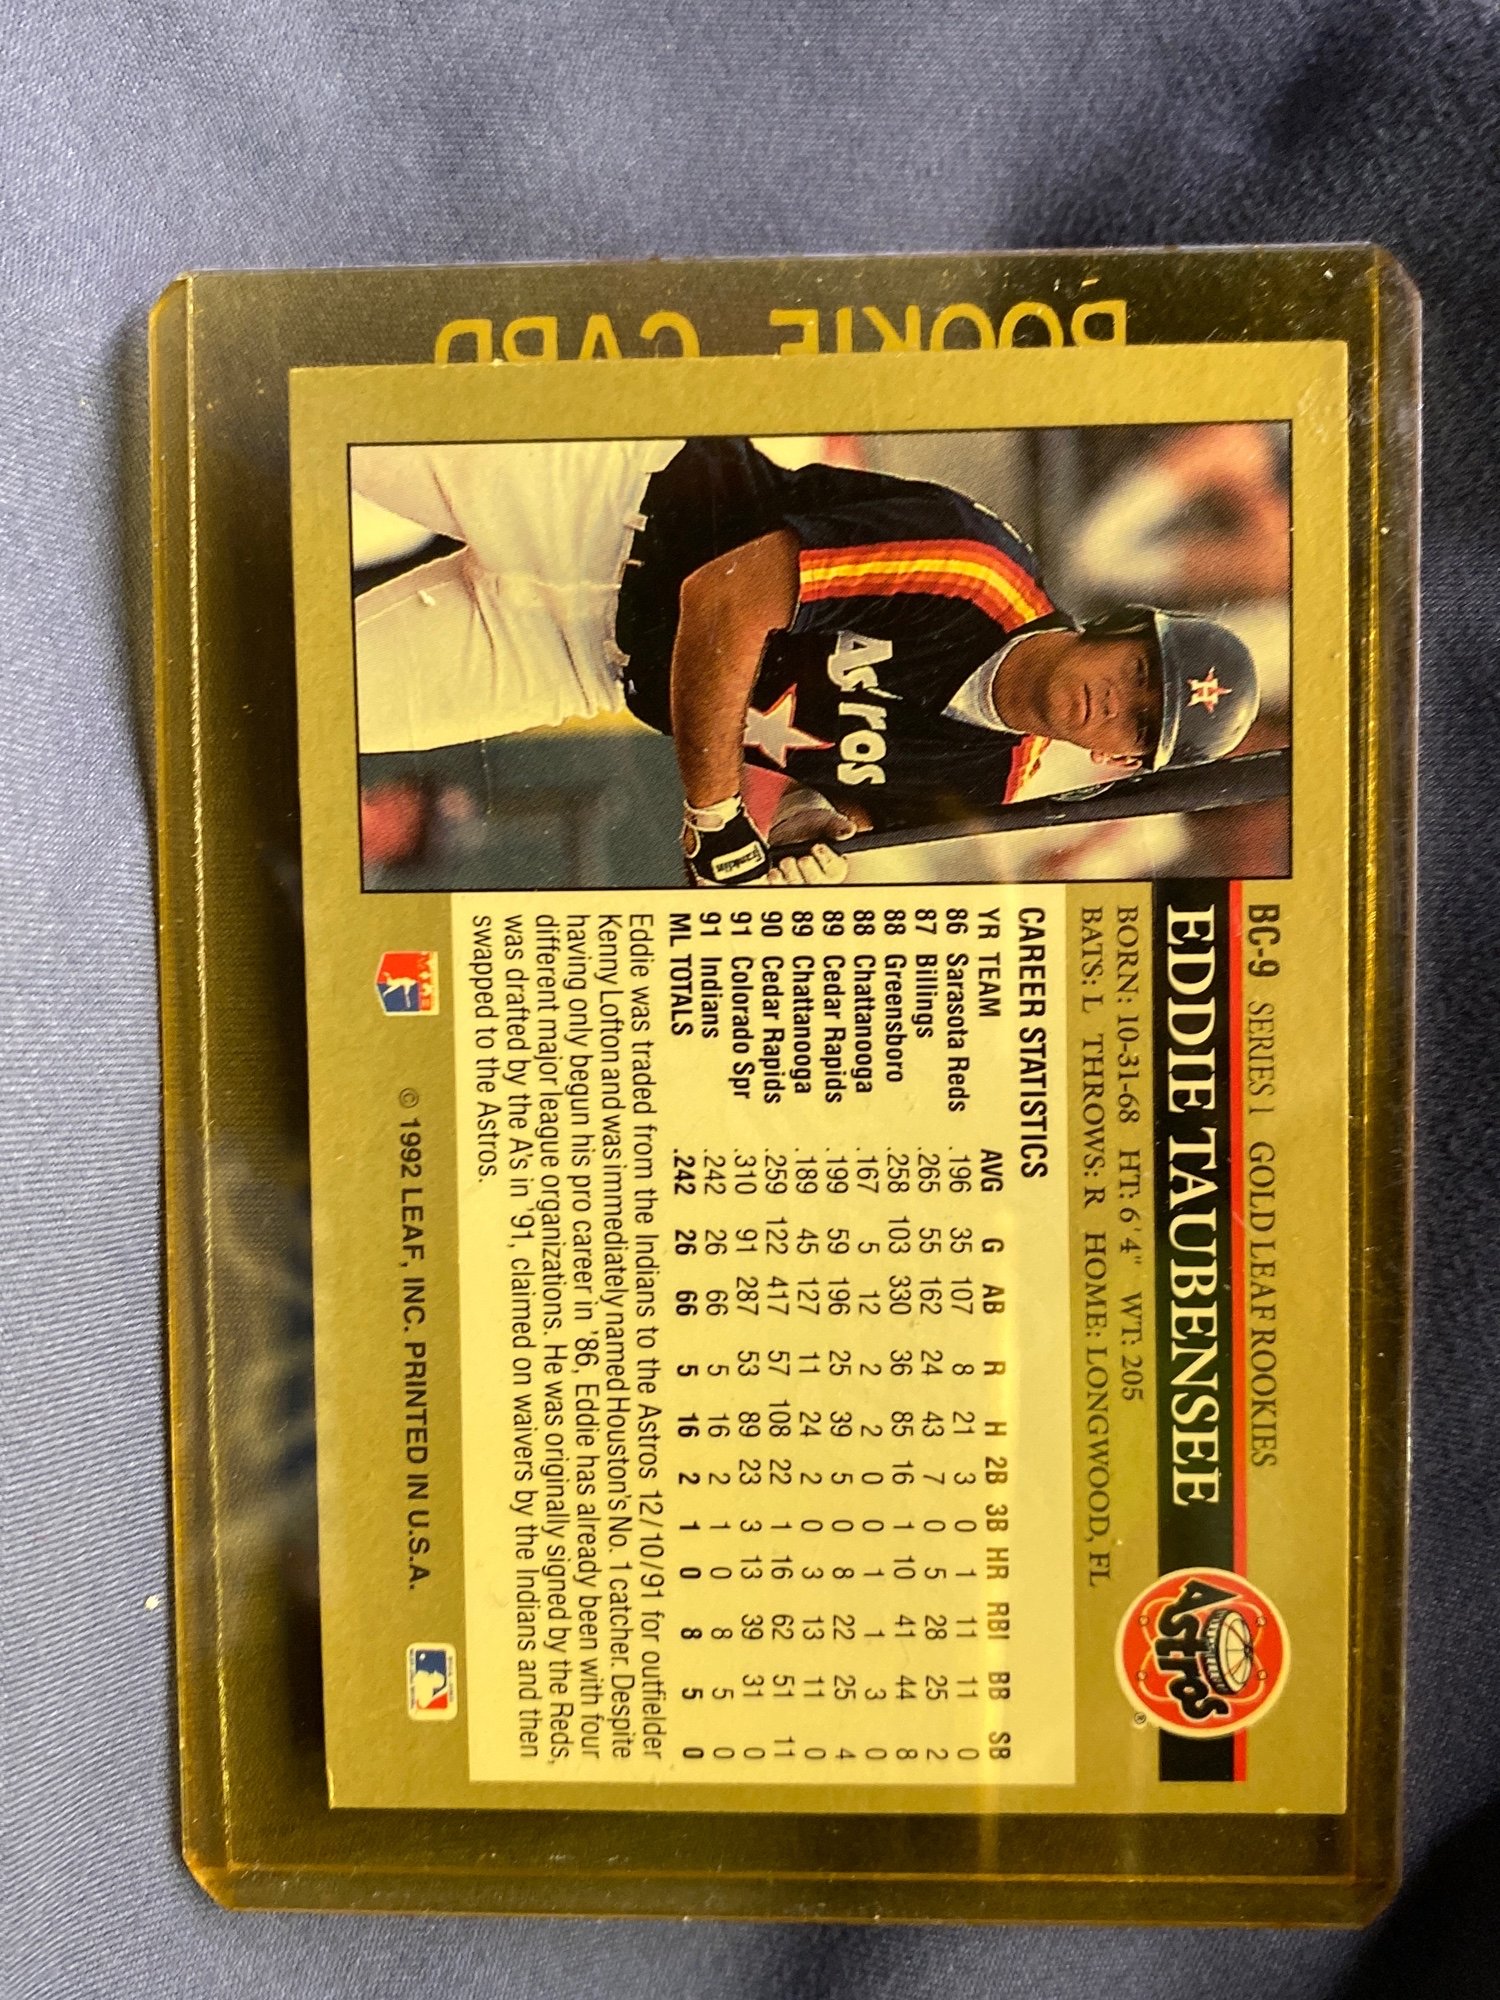 ROOKIE CARD
BC-9 SERIES 1 GOLD LEAF ROOKIES
EDDIE TAUBENSEE
BORN: 10-31-68 HT: 6'4" WT: 205
BATS: L THROWS: R HOME: LONGWOOD, FL
Astros
®
H
Astros
Franklin
CAREER STATISTICS
YR TEAM AVG G AB R H 2B 3B HR RBI BB SB
86 Sarasota Reds .196 35 107 8 21 3 0 1 11 11 0
87 Billings .265 55 162 24 43 7 0 5 28 25 2
88 Greensboro .258 103 330 36 85 16 1 10 41 44 8
88 Chattanooga .167 5 12 2 2 0 0 1 1 3 0
89 Cedar Rapids .199 59 196 25 39 5 0 8 22 25 4
89 Chattanooga .189 45 127 11 24 2 0 3 13 11 0
90 Cedar Rapids .259 122 417 57 108 22 1 16 62 51 11
91 Colorado Spr .310 91 287 53 89 23 3 13 39 31 0
91 Indians .242 26 66 5 16 2 1 0 8 5 0
ML TOTALS .242 26 66 5 16 2 1 0 8 5 0
Eddie was traded from the Indians to the Astros 12/10/91 for outfielder
Kenny Lofton and was immediately named Houston's No. 1 catcher. Despite
having only begun his pro career in '86, Eddie has already been with four
different major league organizations. He was originally signed by the Reds,
was drafted by the A's in '91, claimed on waivers by the Indians and then
swapped to the Astros.
© 1992 LEAF, INC. PRINTED IN U.S.A.